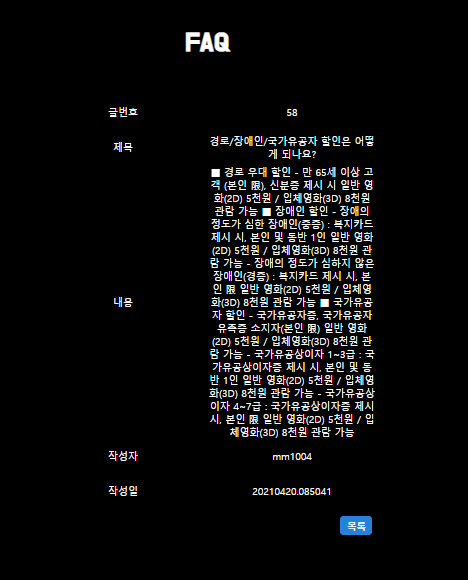 FAQ
글번호 58
제목 경로/장애인/국가유공자 할인은 어떻
게 되나요?
내용
■ 경로 우대 할인 - 만 65세 이상 고
객 (본인 限), 신분증 제시 시 일반 영
화(2D) 5천원 / 입체영화(3D) 8천원
관람 가능 ■ 장애인 할인 - 장애의
정도가 심한 장애인(중증) : 복지카드
제시 시, 본인 및 동반 1인 일반 영화
(2D) 5천원 / 입체영화(3D) 8천원 관
람 가능 - 장애의 정도가 심하지 않은
장애인(경증) : 복지카드 제시 시, 본
인 限 일반 영화(2D) 5천원 / 입체영
화(3D) 8천원 관람 가능 ■ 국가유공
자 할인 - 국가유공자증, 국가유공자
유족증 소지자(본인 限) 일반 영화
(2D) 5천원 / 입체영화(3D) 8천원 관
람 가능 - 국가유공상이자 1~3급 : 국
가유공상이자증 제시 시, 본인 및 동
반 1인 일반 영화(2D) 5천원 / 입체영
화(3D) 8천원 관람 가능 - 국가유공상
이자 4~7급 : 국가유공상이자증 제시
시, 본인 限 일반 영화(2D) 5천원 / 입
체영화(3D) 8천원 관람 가능
작성자 mm1004
작성일 20210420.085041
목록